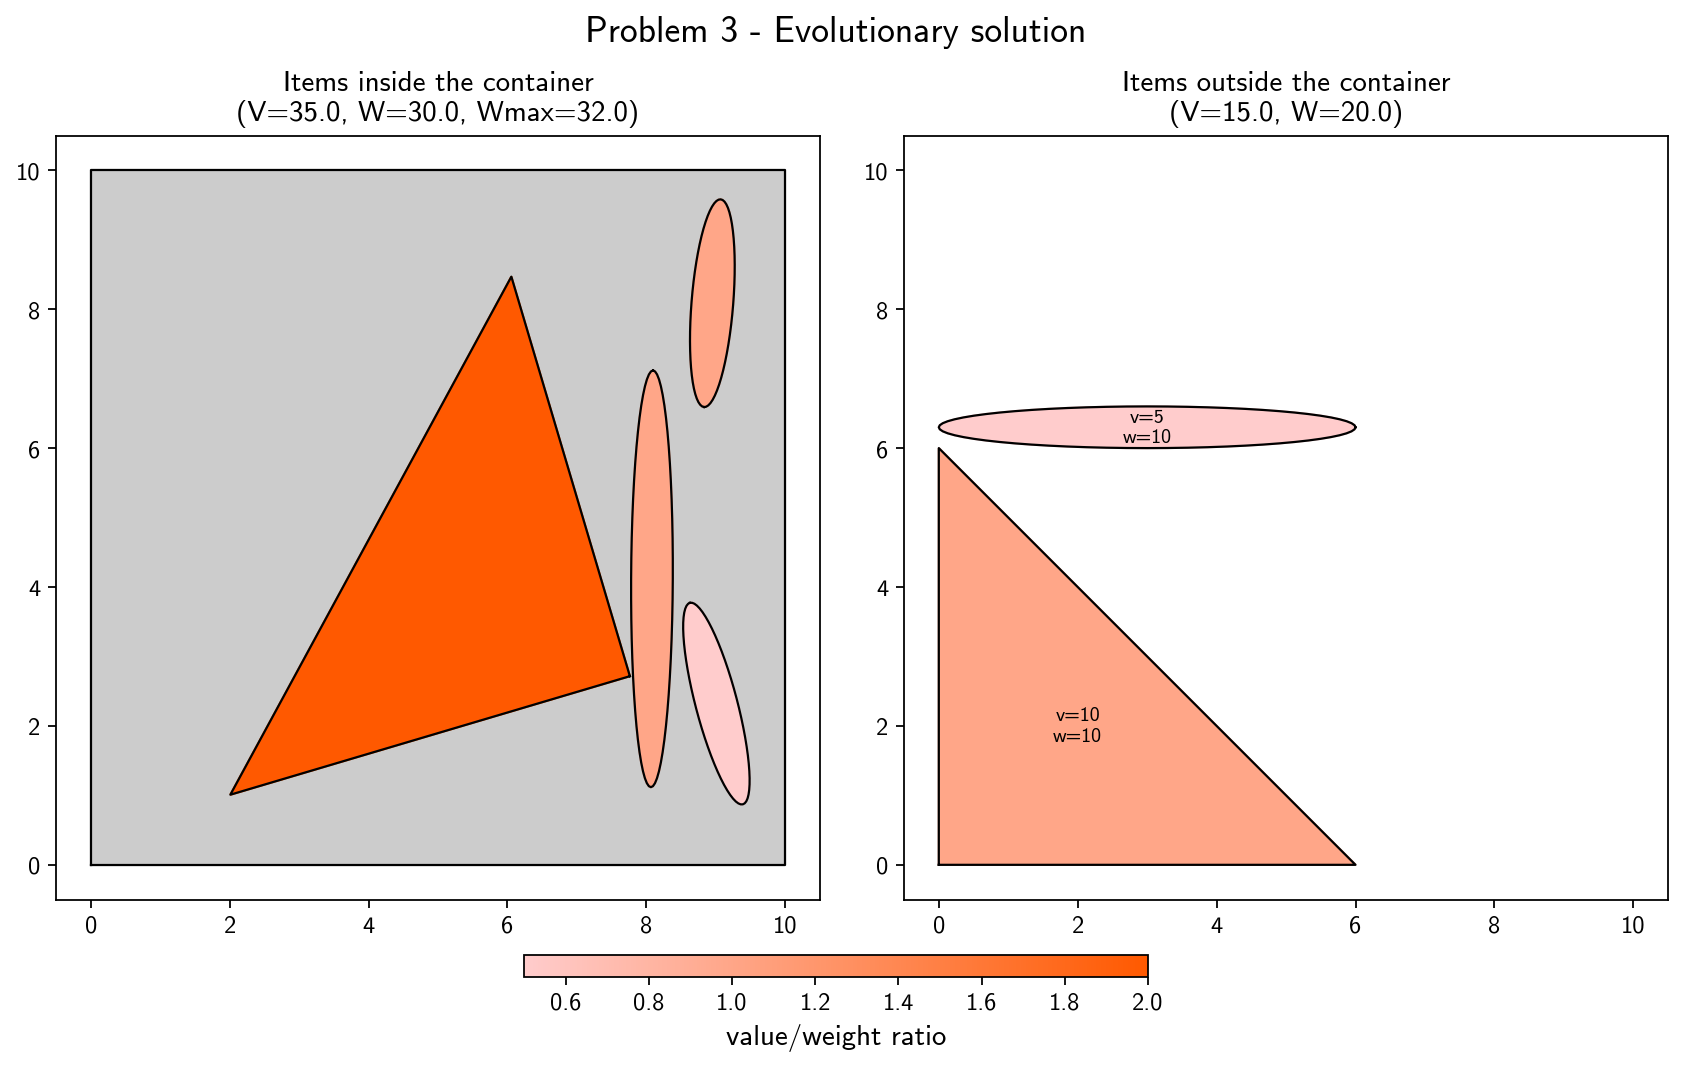 Problem 3 - Evolutionary solution
Items inside the container
(V=35.0, W=30.0, Wmax=32.0)
10
8
6
4
2
0
0 2 4 6 8 10
Items outside the container
(V=15.0, W=20.0)
10
8
6
4
2
0
v=5
w=10
v=10
w=10
0 2 4 6 8 10
0.6 0.8 1.0 1.2 1.4 1.6 1.8 2.0
value/weight ratio